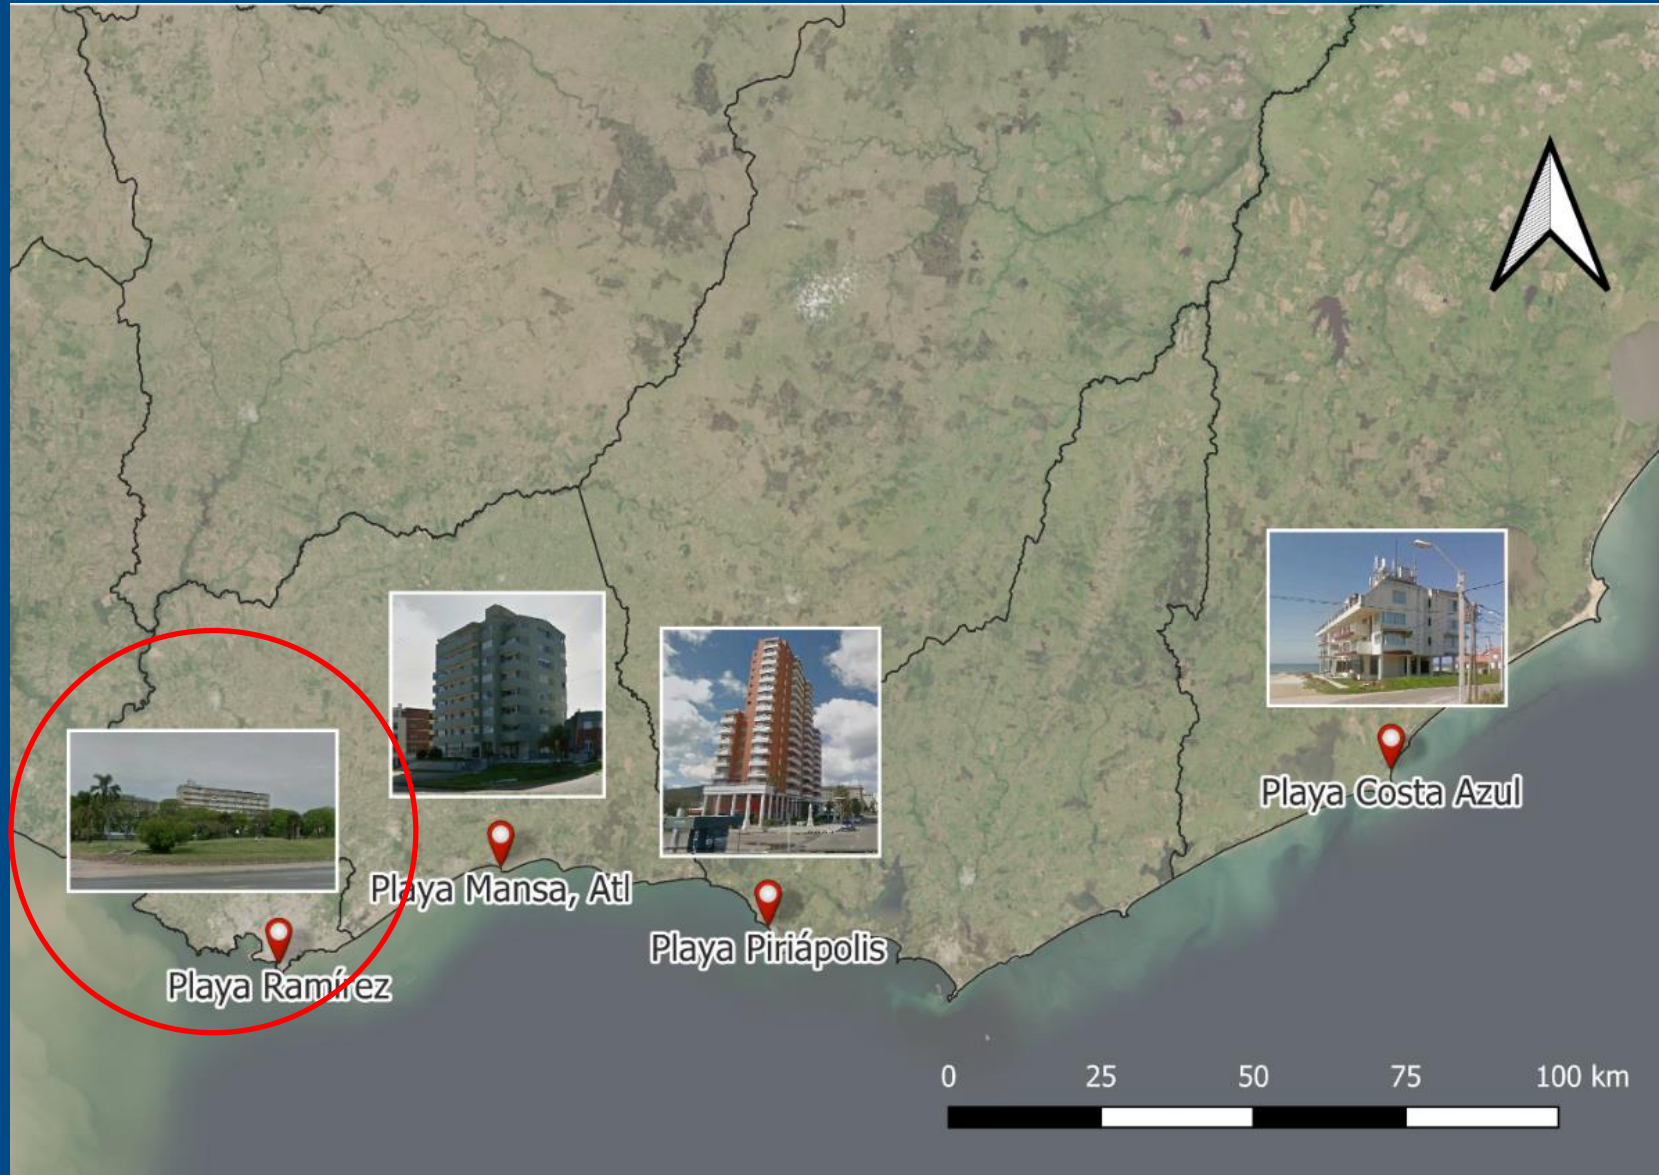 Playa Costa Azul
Playa Mansa, Atl
Playa Piriápolis
Playa Ramírez
0 25 50 75 100 km